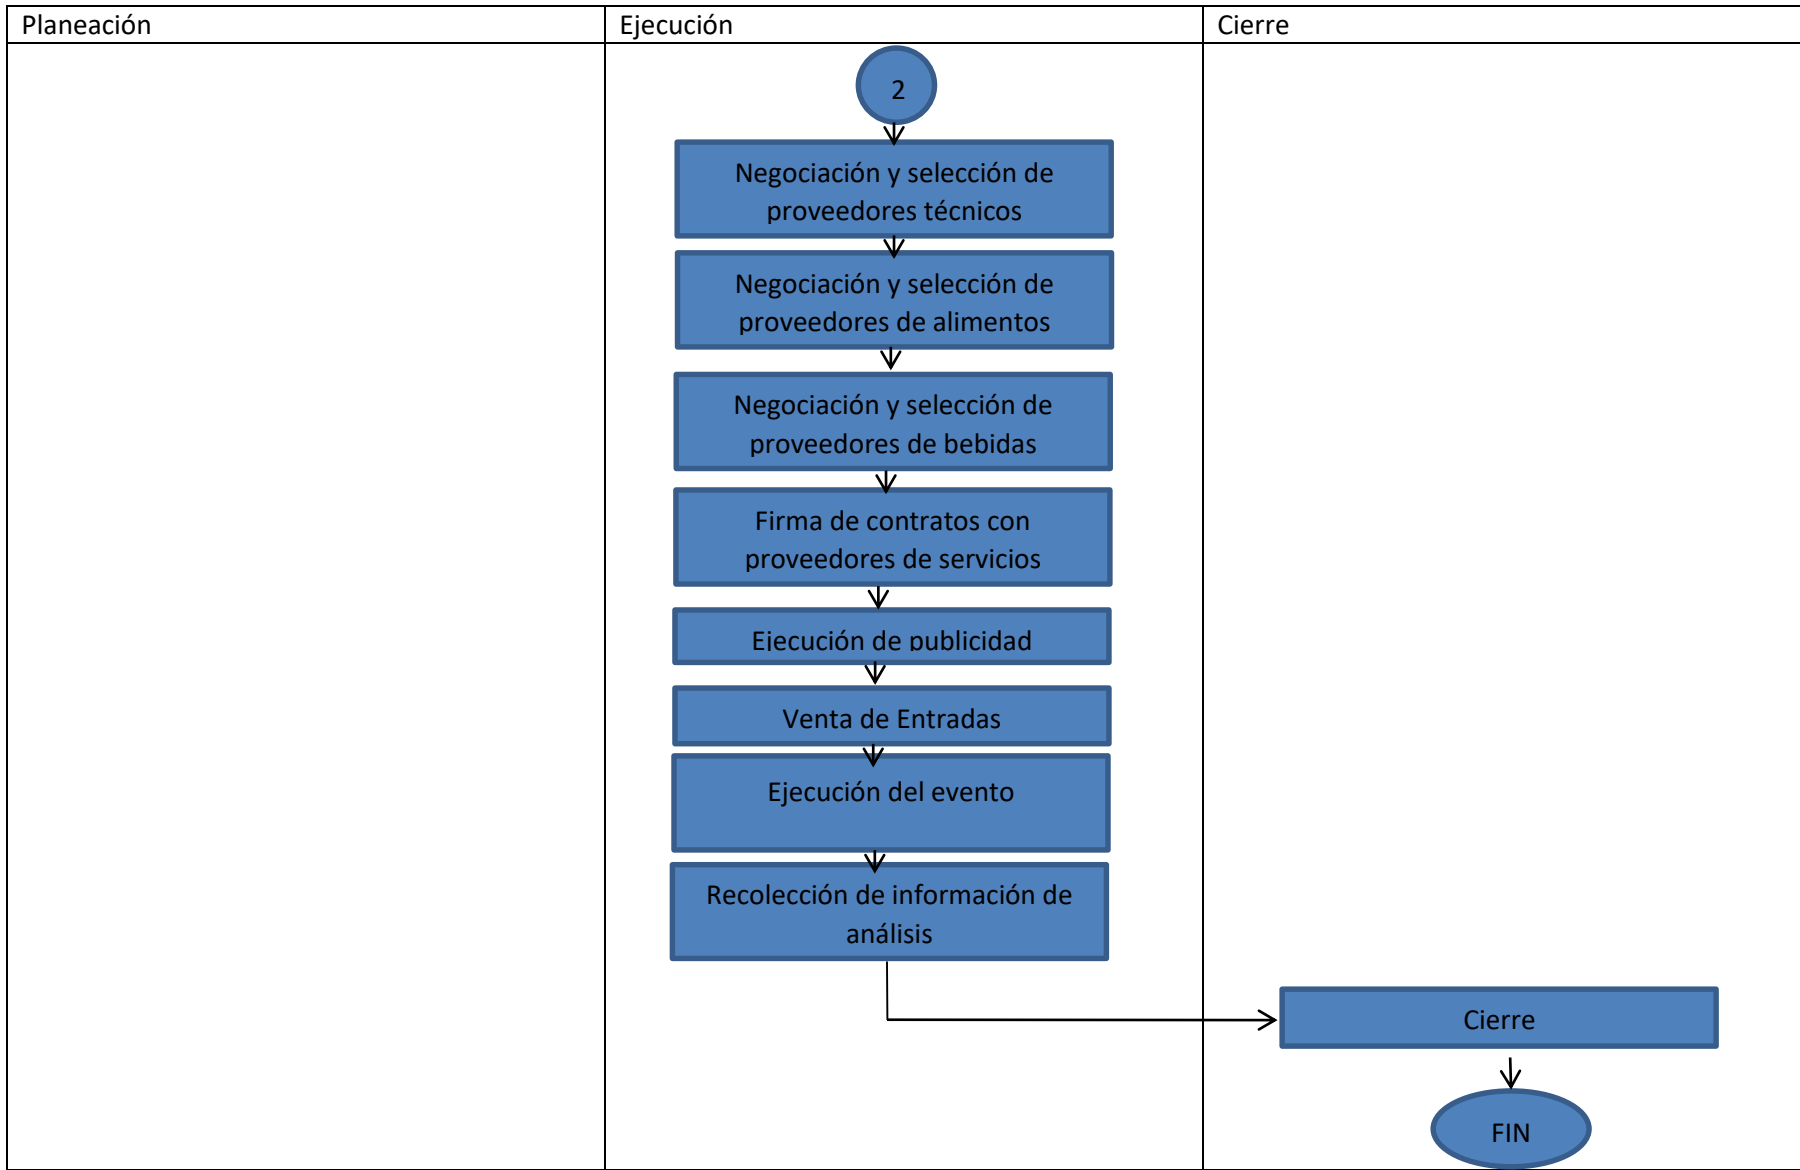 Planeación
Ejecución
Cierre
2
Negociación y selección de
proveedores técnicos
Negociación y selección de
proveedores de alimentos
Negociación y selección de
proveedores de bebidas
Firma de contratos con
proveedores de servicios
Ejecución de publicidad
Venta de Entradas
Ejecución del evento
Recolección de información de
análisis
Cierre
FIN